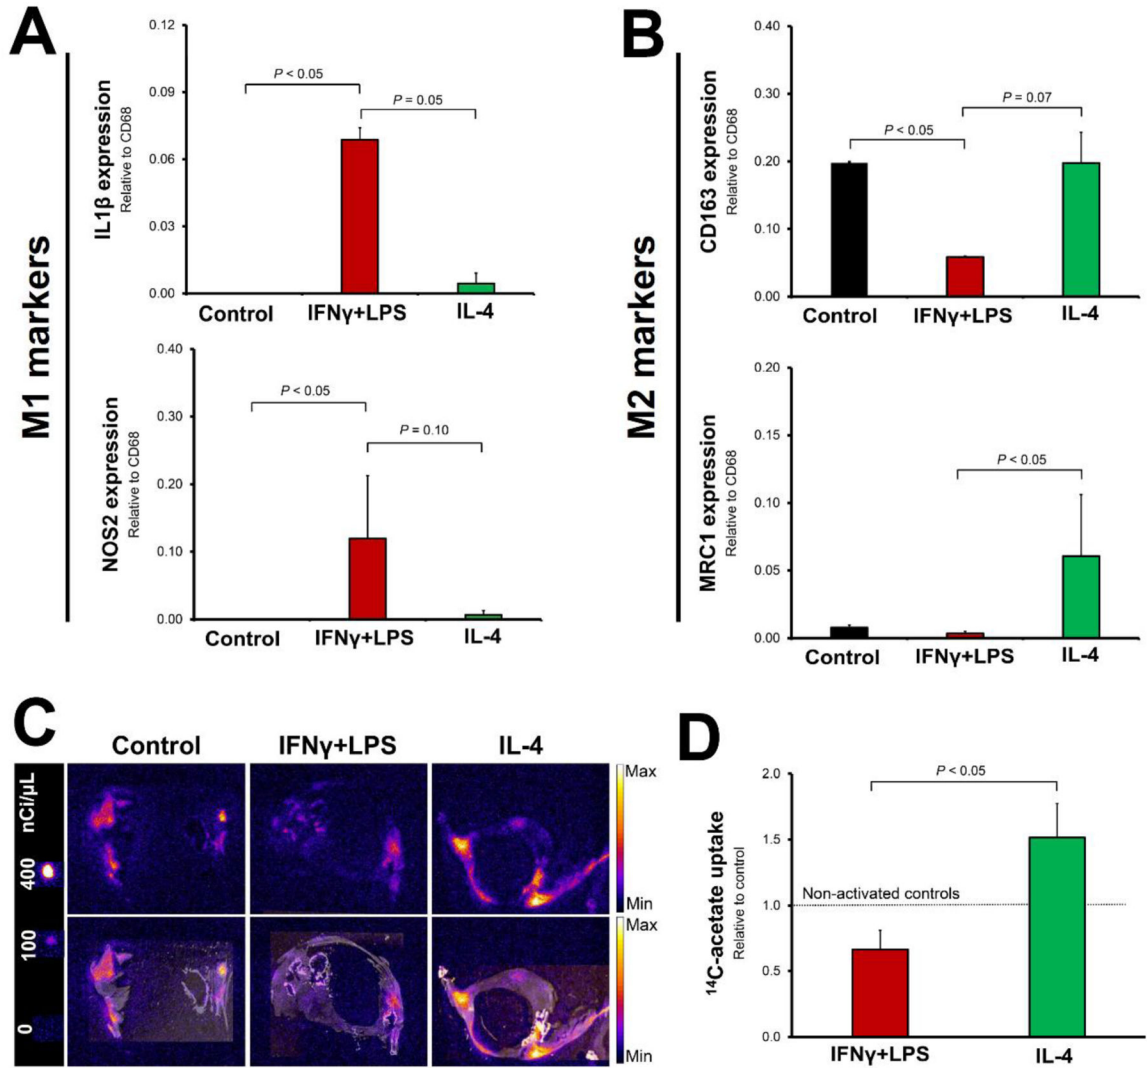 A
M1 markers
IL1β expression
Relative to CD68
0.12
0.09
0.06
0.03
0.00
P < 0.05
P = 0.05
Control
IFNγ+LPS
IL-4
NOS2 expression
Relative to CD68
0.40
0.30
0.20
0.10
0.00
P < 0.05
P = 0.10
Control
IFNγ+LPS
IL-4
B
M2 markers
CD163 expression
Relative to CD68
0.40
0.30
0.20
0.10
0.00
P < 0.05
P = 0.07
Control
IFNγ+LPS
IL-4
MRC1 expression
Relative to CD68
0.20
0.15
0.10
0.05
0.00
P < 0.05
Control
IFNγ+LPS
IL-4
C
Control
IFNγ+LPS
IL-4
nCi/µL
400
100
0
Max
Min
Max
Min
D
14C-acetate uptake
Relative to control
2.0
1.5
1.0
0.5
0.0
P < 0.05
Non-activated controls
IFNγ+LPS
IL-4